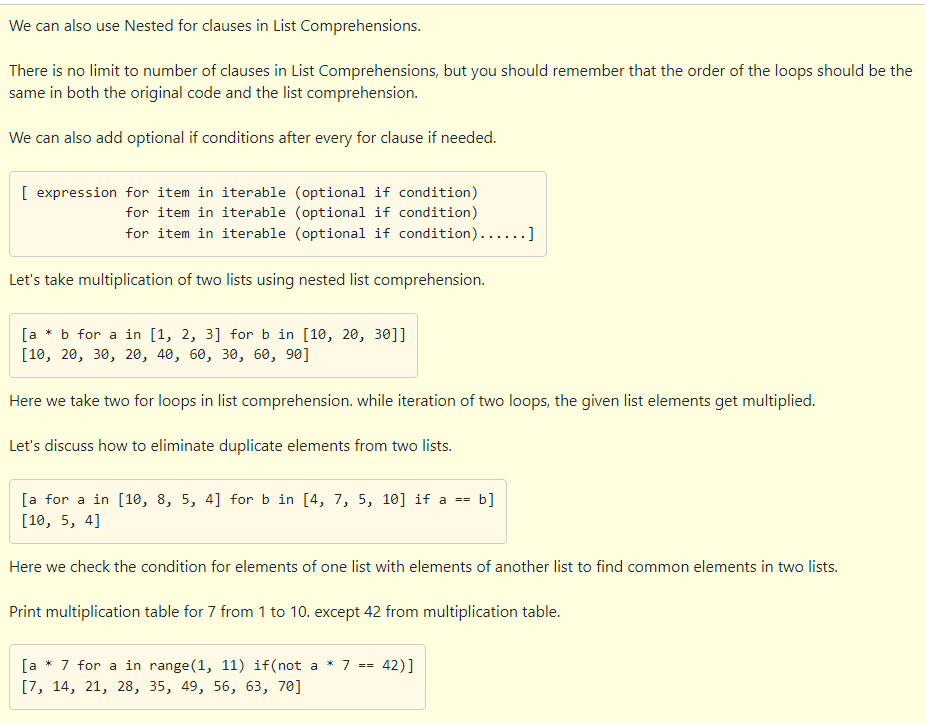 We can also use Nested for clauses in List Comprehensions.
There is no limit to number of clauses in List Comprehensions, but you should remember that the order of the loops should be the
same in both the original code and the list comprehension.
We can also add optional if conditions after every for clause if needed.
[ expression for item in iterable (optional if condition)
             for item in iterable (optional if condition)
             for item in iterable (optional if condition)......]
Let's take multiplication of two lists using nested list comprehension.
[a * b for a in [1, 2, 3] for b in [10, 20, 30]]
[10, 20, 30, 20, 40, 60, 30, 60, 90]
Here we take two for loops in list comprehension. while iteration of two loops, the given list elements get multiplied.
Let's discuss how to eliminate duplicate elements from two lists.
[a for a in [10, 8, 5, 4] for b in [4, 7, 5, 10] if a == b]
[10, 5, 4]
Here we check the condition for elements of one list with elements of another list to find common elements in two lists.
Print multiplication table for 7 from 1 to 10. except 42 from multiplication table.
[a * 7 for a in range(1, 11) if(not a * 7 == 42)]
[7, 14, 21, 28, 35, 49, 56, 63, 70]